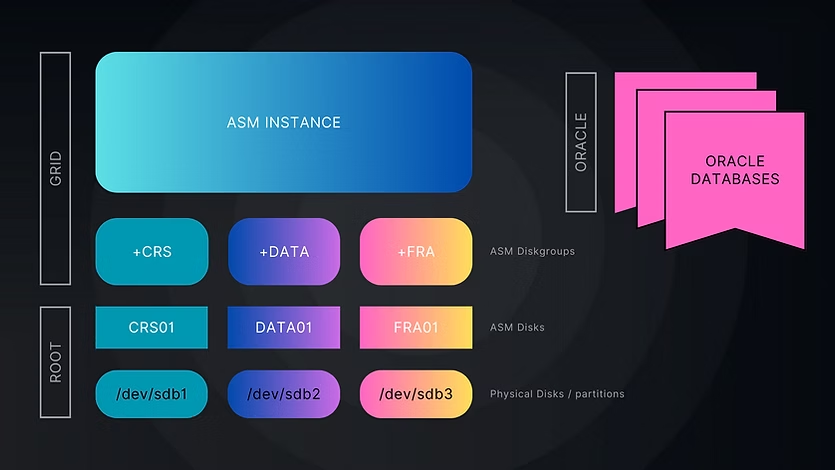 GRID
ASM INSTANCE
ORACLE
ORACLE
DATABASES
+CRS
+DATA
+FRA
ASM Diskgroups
ROOT
CRS01
DATA01
FRA01
ASM Disks
/dev/sdb1
/dev/sdb2
/dev/sdb3
Physical Disks / partitions